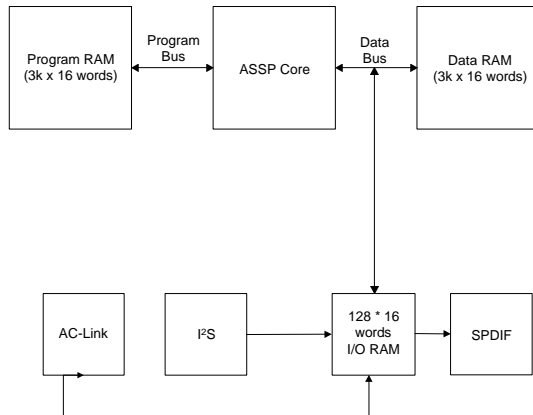 Program RAM
(3k x 16 words)
Program
Bus
ASSP Core
Data
Bus
Data RAM
(3k x 16 words)
AC-Link
I²S
128 * 16
words
I/O RAM
SPDIF